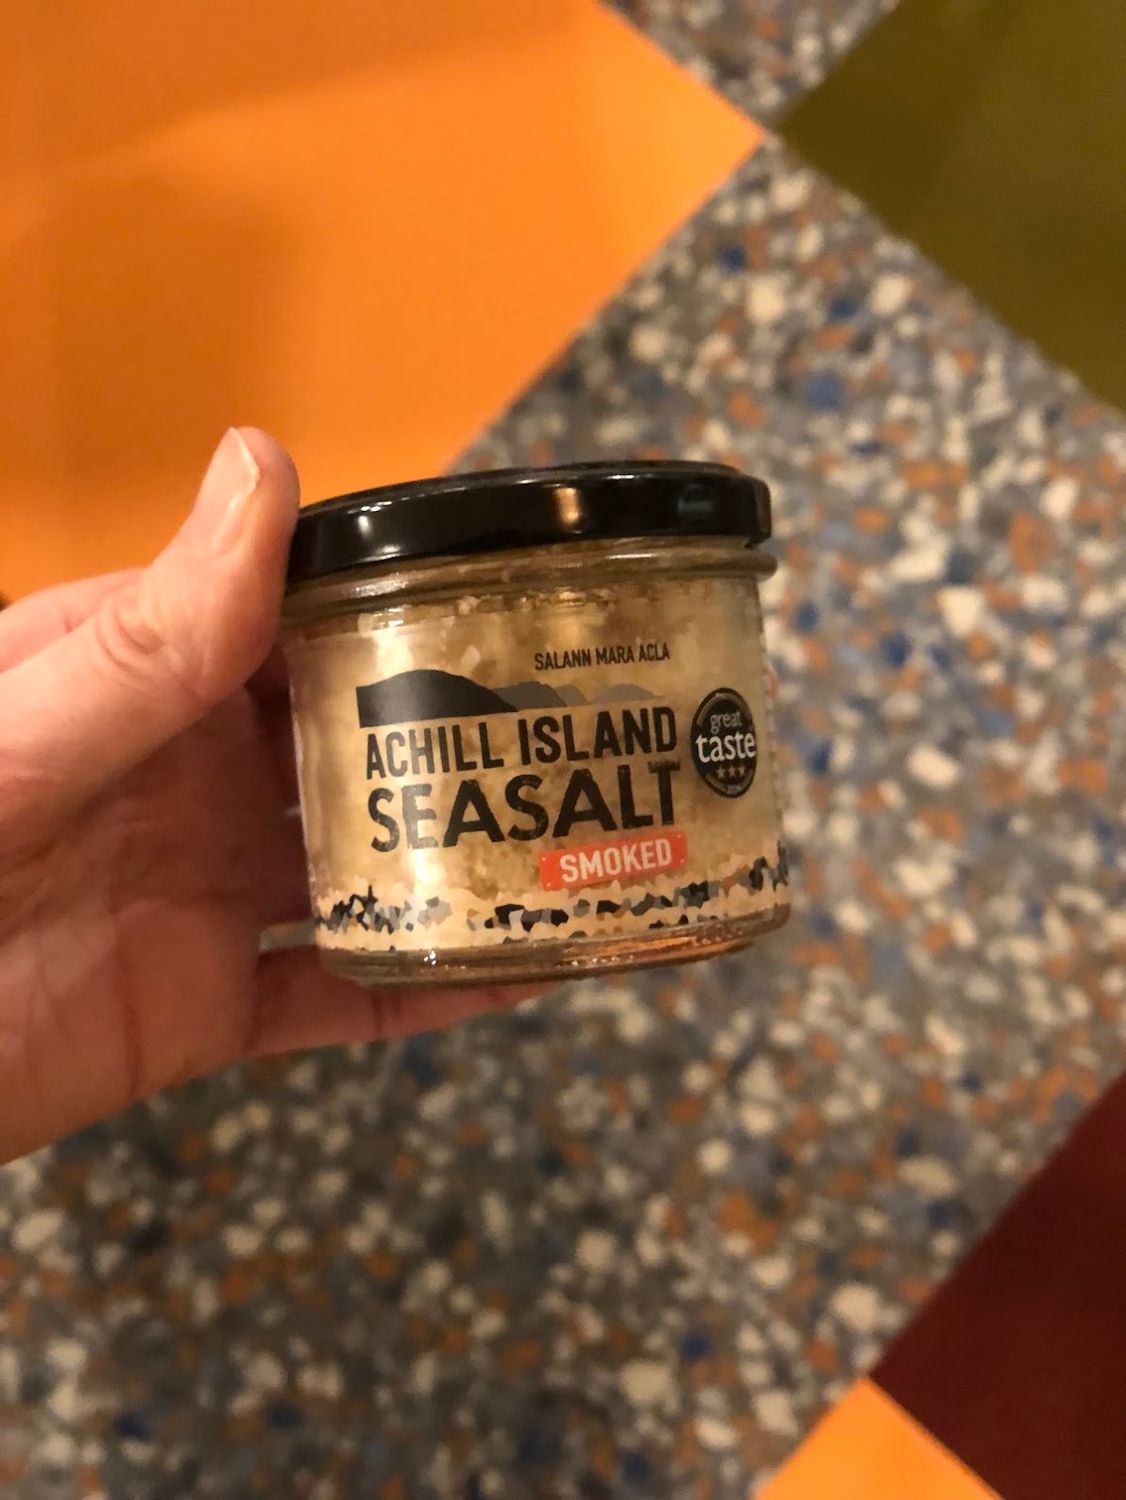 SALANN MARA ACLA
ACHILL ISLAND
SEASALT
SMOKED
great
taste